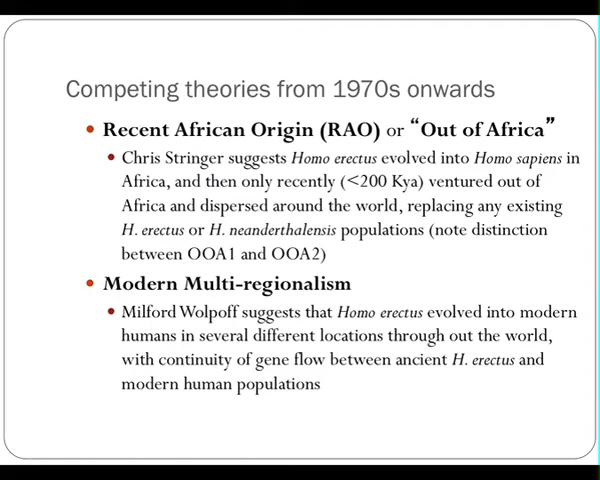 Competing theories from 1970s onwards
• Recent African Origin (RAO) or “Out of Africa”
• Chris Stringer suggests Homo erectus evolved into Homo sapiens in
Africa, and then only recently (<200 Kya) ventured out of
Africa and dispersed around the world, replacing any existing
H. erectus or H. neanderthalensis populations (note distinction
between OOA1 and OOA2)
• Modern Multi-regionalism
• Milford Wolpoff suggests that Homo erectus evolved into modern
humans in several different locations through out the world,
with continuity of gene flow between ancient H. erectus and
modern human populations